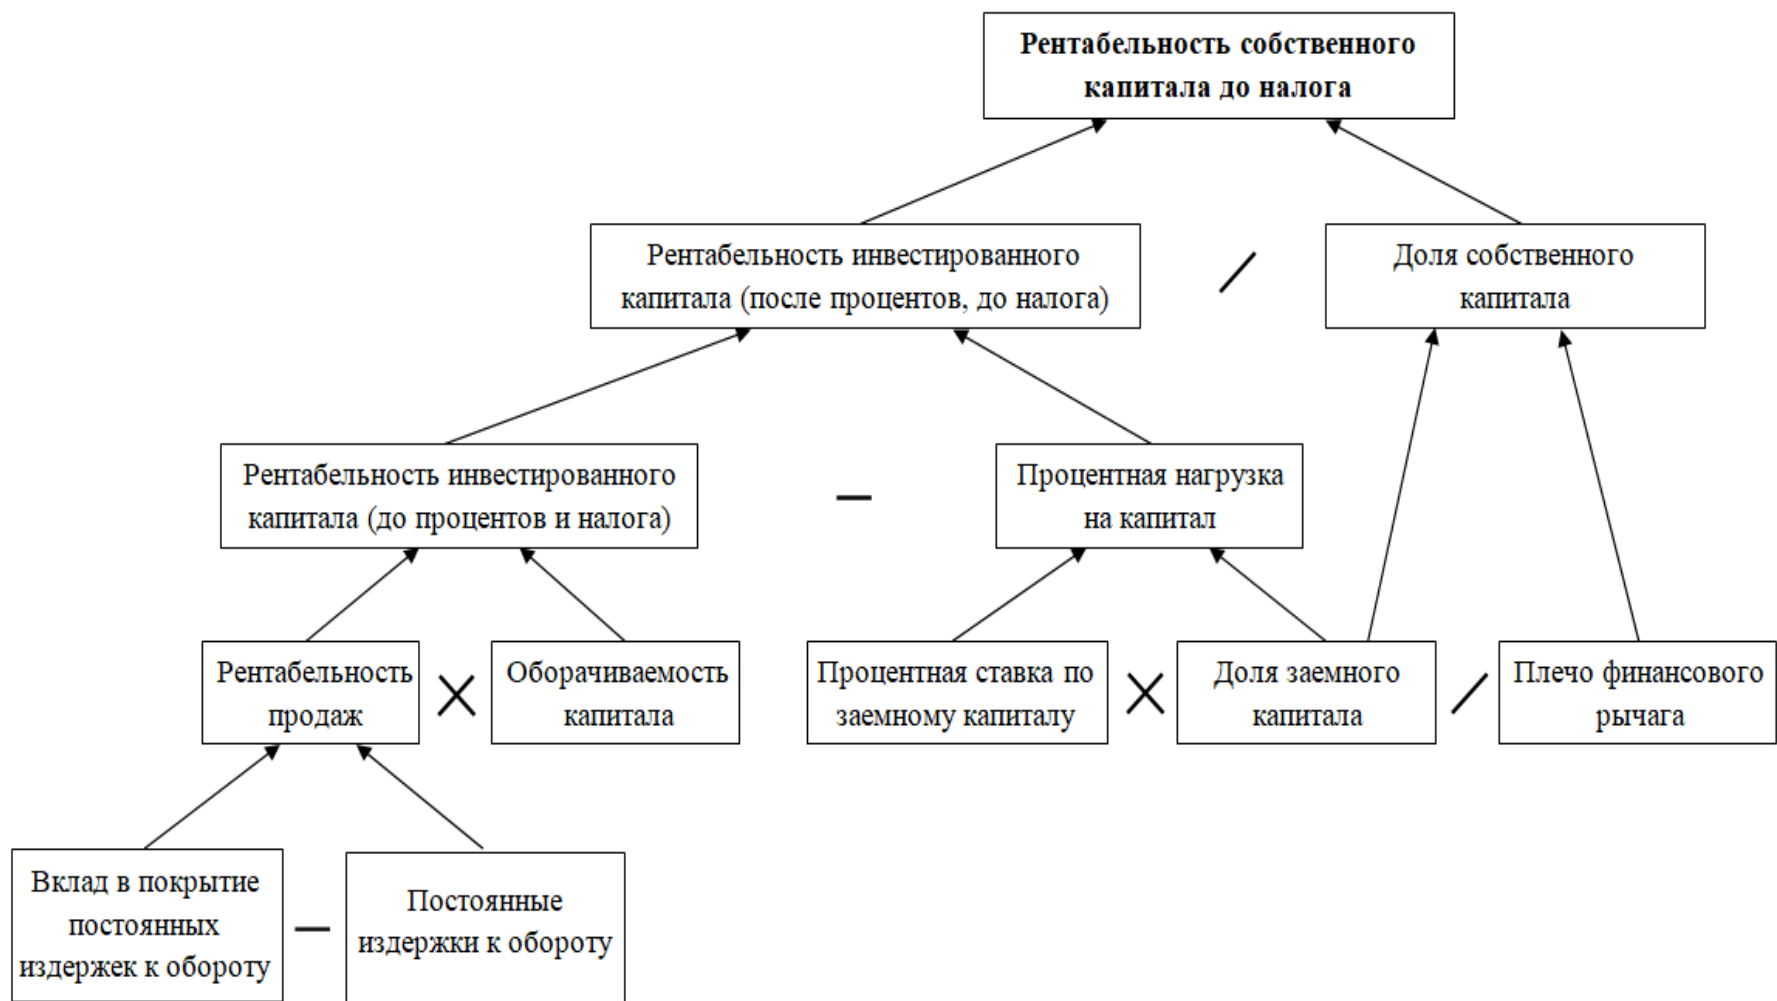 Рентабельность собственного
капитала до налога
Рентабельность инвестированного
капитала (после процентов, до налога)
/
Доля собственного
капитала
Рентабельность инвестированного
капитала (до процентов и налога)
—
Процентная нагрузка
на капитал
Рентабельность
продаж
×
Оборачиваемость
капитала
Процентная ставка по
заемному капиталу
×
Доля заемного
капитала
/
Плечо финансового
рычага
Вклад в покрытие
постоянных
издержек к обороту
—
Постоянные
издержки к обороту